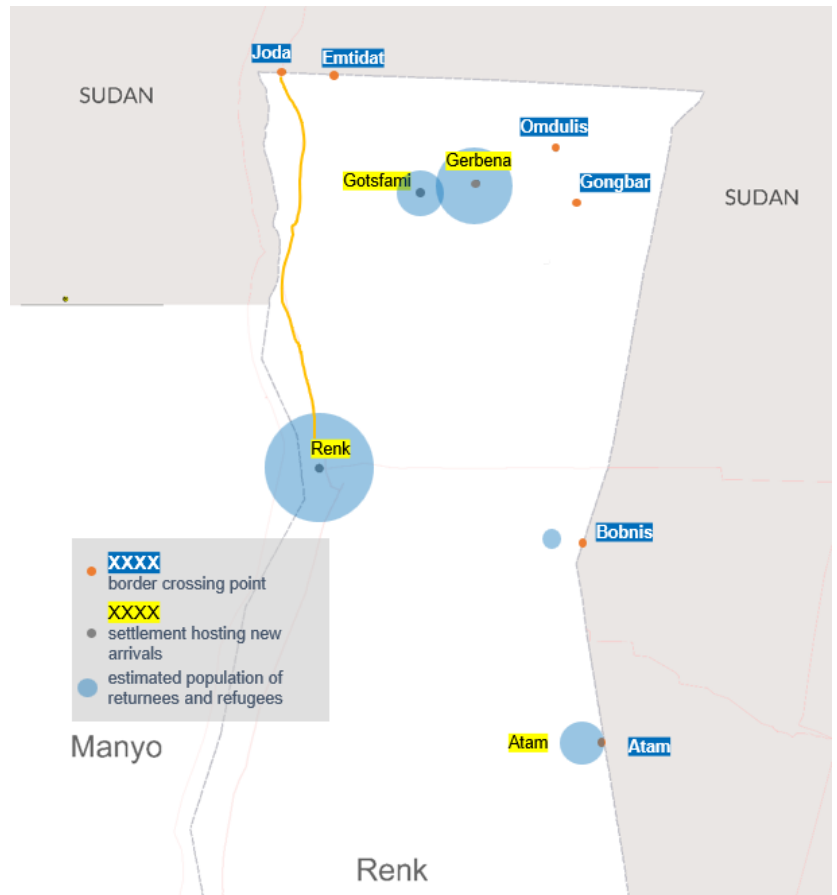 Joda
Emtidat
SUDAN
Omdulis
Gerbena
Gotsfami
Gongbar
SUDAN
Renk
Bobnis
XXXX
border crossing point
XXXX
settlement hosting new
arrivals
estimated population of
returnees and refugees
Manyo
Atam
Atam
Renk